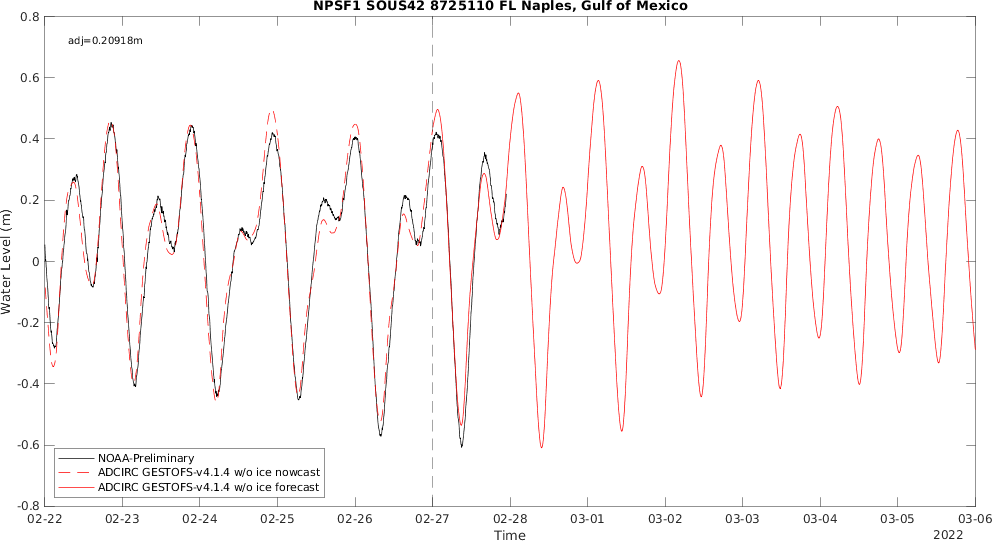 NPSF1 SOUS42 8725110 FL Naples, Gulf of Mexico
adj=0.20918m
0.8
0.6
0.4
0.2
0
-0.2
-0.4
-0.6
-0.8
Water Level (m)
NOAA-Preliminary
ADCIRC GESTOFS-v4.1.4 w/o ice nowcast
ADCIRC GESTOFS-v4.1.4 w/o ice forecast
02-22 02-23 02-24 02-25 02-26 02-27 02-28 03-01 03-02 03-03 03-04 03-05 03-06
Time
2022